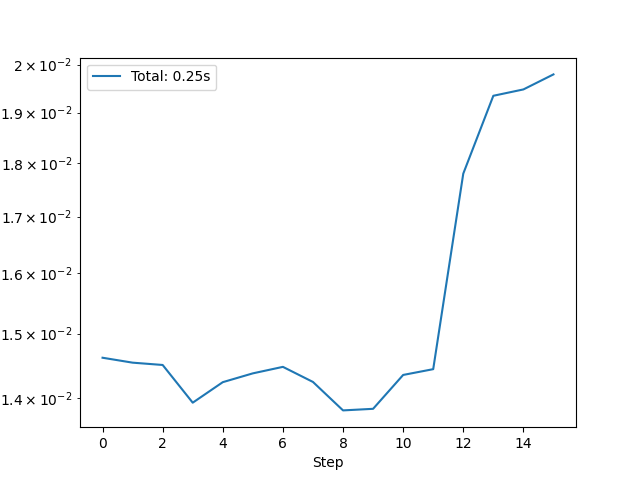 Total: 0.25s
2 × 10⁻²
1.9 × 10⁻²
1.8 × 10⁻²
1.7 × 10⁻²
1.6 × 10⁻²
1.5 × 10⁻²
1.4 × 10⁻²
0 2 4 6 8 10 12 14
Step